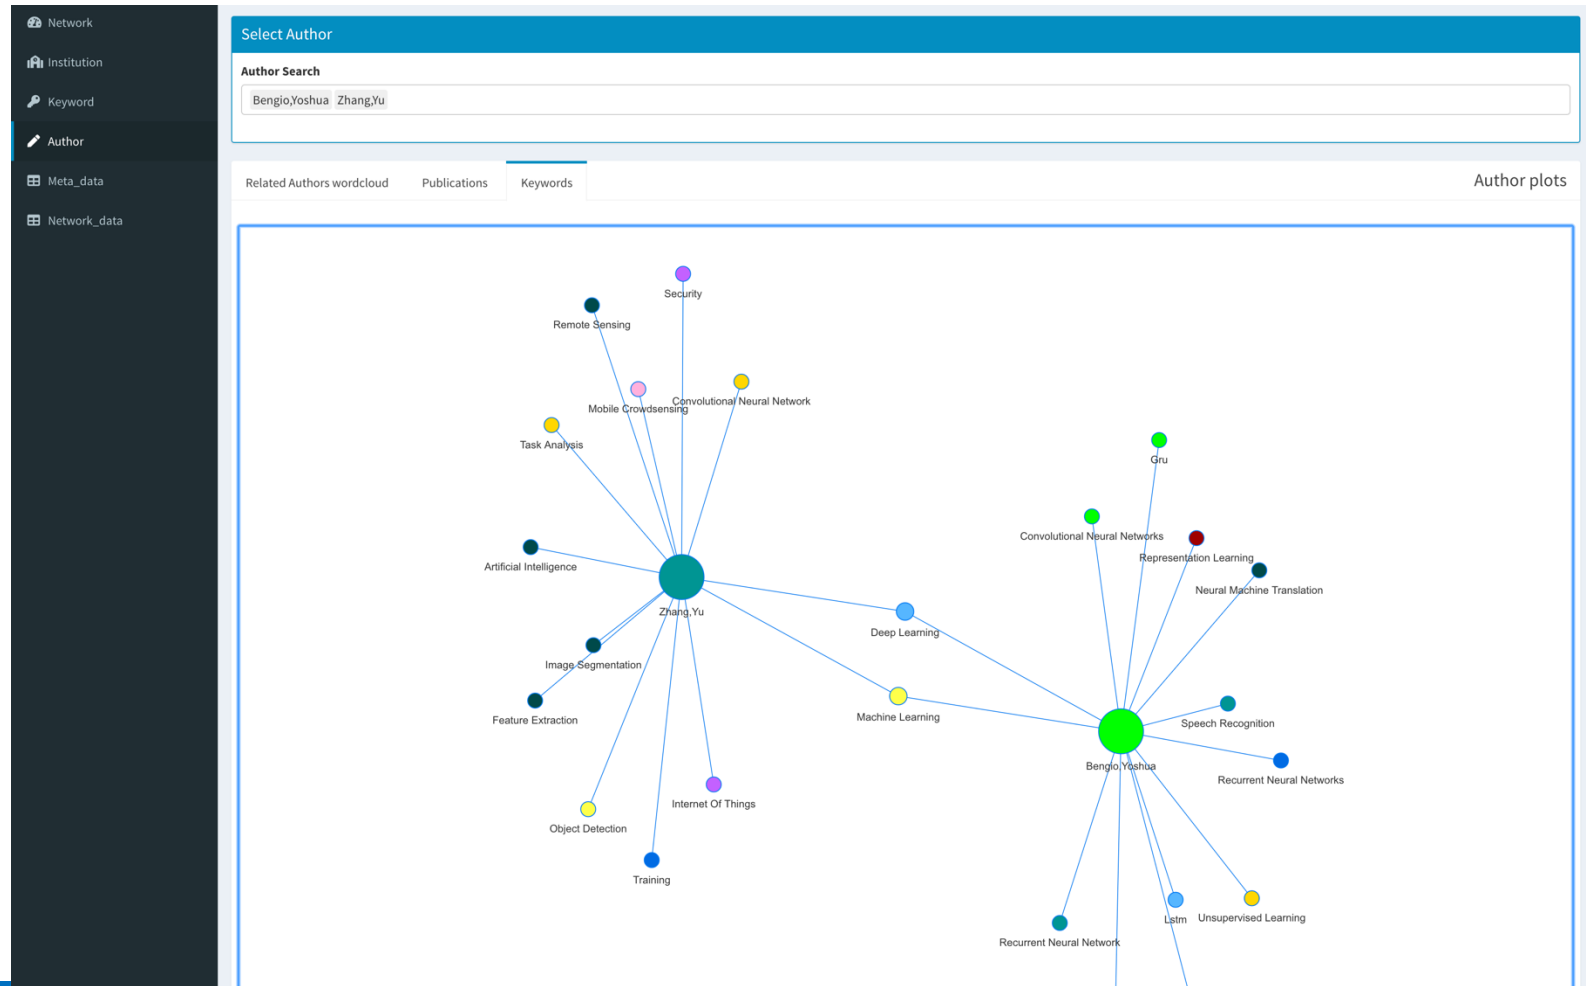 Network
Institution
Keyword
Author
Meta_data
Network_data
Select Author
Author Search
Bengio,Yoshua Zhang,Yu
Related Authors wordcloud Publications Keywords
Author plots
Security
Remote Sensing
Mobile Crowdsensing
Convolutional Neural Network
Task Analysis
Gru
Convolutional Neural Networks
Representation Learning
Artificial Intelligence
Neural Machine Translation
Zhang,Yu
Deep Learning
Image Segmentation
Machine Learning
Feature Extraction
Speech Recognition
Bengio,Yoshua
Recurrent Neural Networks
Internet Of Things
Object Detection
Training
Lstm
Unsupervised Learning
Recurrent Neural Network